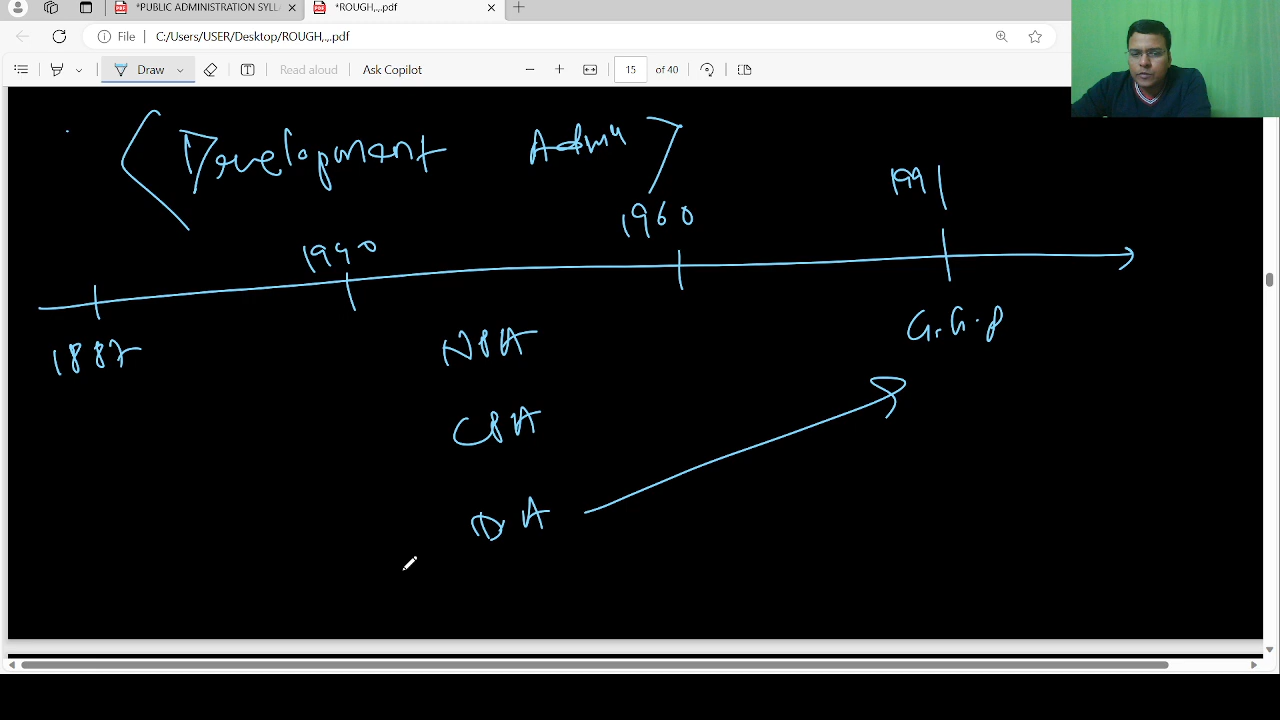 *PUBLIC ADMINISTRATION SYLL
*ROUGH,,.pdf
File C:/Users/USER/Desktop/ROUGH,,.pdf
Draw Read aloud Ask Copilot 15 of 40
Development Admn
1887 1940 1960 1991
NPA
G.G.P
CPA
DA